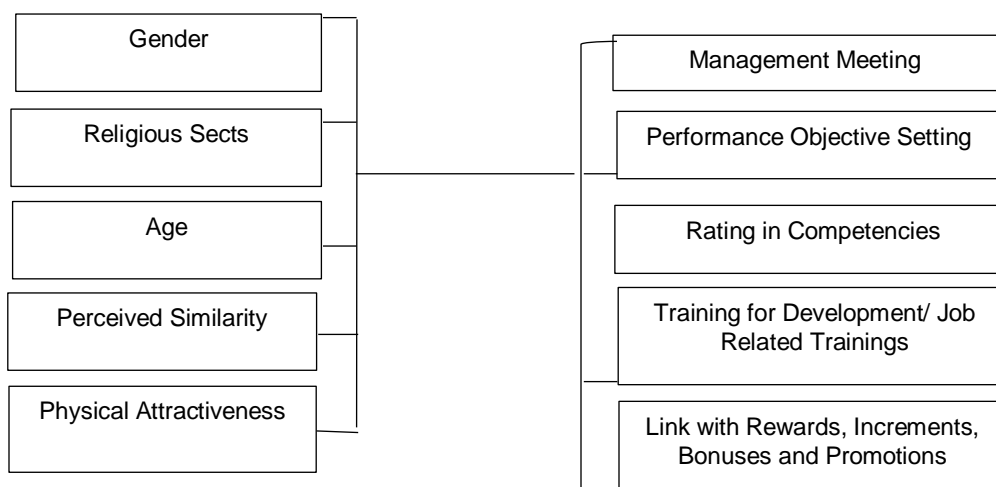 Gender
Religious Sects
Age
Perceived Similarity
Physical Attractiveness
Management Meeting
Performance Objective Setting
Rating in Competencies
Training for Development/ Job
Related Trainings
Link with Rewards, Increments,
Bonuses and Promotions